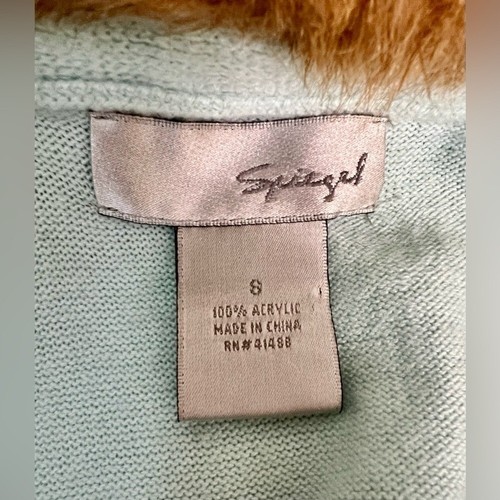 Spiegel
S
100% ACRYLIC
MADE IN CHINA
RN#41488